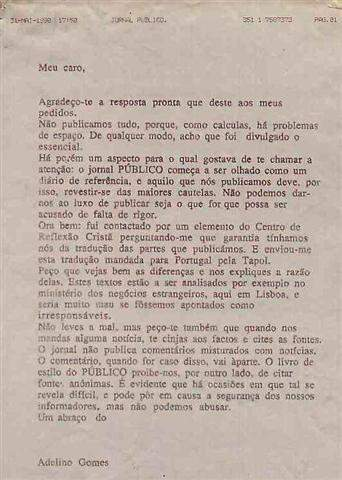 31-MAI-1990 17:50 JORNAL PUBLICO. 351 1 7587373 PAG.01
Meu caro,
Agradeço-te a resposta pronta que deste aos meus
pedidos.
Não publicamos tudo, porque, como calculas, há problemas
de espaço. De qualquer modo, acho que foi divulgado o
essencial.
Há porém um aspecto para o qual gostava de te chamar a
atenção: o jornal PÚBLICO começa a ser olhado como um
diário de referência, e aquilo que nós publicamos deve, por
isso, revestir-se das maiores cautelas. Não podemos dar-
nos ao luxo de publicar seja o que for que possa ser
acusado de falta de rigor.
Ora bem: fui contactado por um elemento do Centro de
Reflexão Cristã perguntando-me que garantia tínhamos
nós da tradução das partes que publicámos. E enviou-me
esta tradução mandada para Portugal pela Tapol.
Peço que vejas bem as diferenças e nos expliques a razão
delas. Estes textos estão a ser analisados por exemplo no
ministério dos negócios estrangeiros, aqui em Lisboa, e
seria muito mau se fôssemos apontados como
irresponsáveis.
Não leves a mal, mas peço-te também que quando nos
mandas alguma notícia, te cinjas aos factos e cites as fontes.
O jornal não publica comentários misturados com notícias.
O comentário, quando for caso disso, vai àparte. O livro de
estilo do PÚBLICO proíbe-nos, por outro lado, de citar
fontes anónimas. É evidente que há ocasiões em que tal se
revela difícil, e pode pôr em causa a segurança dos nossos
informadores, mas não podemos abusar.
Um abraço do
Adelino Gomes